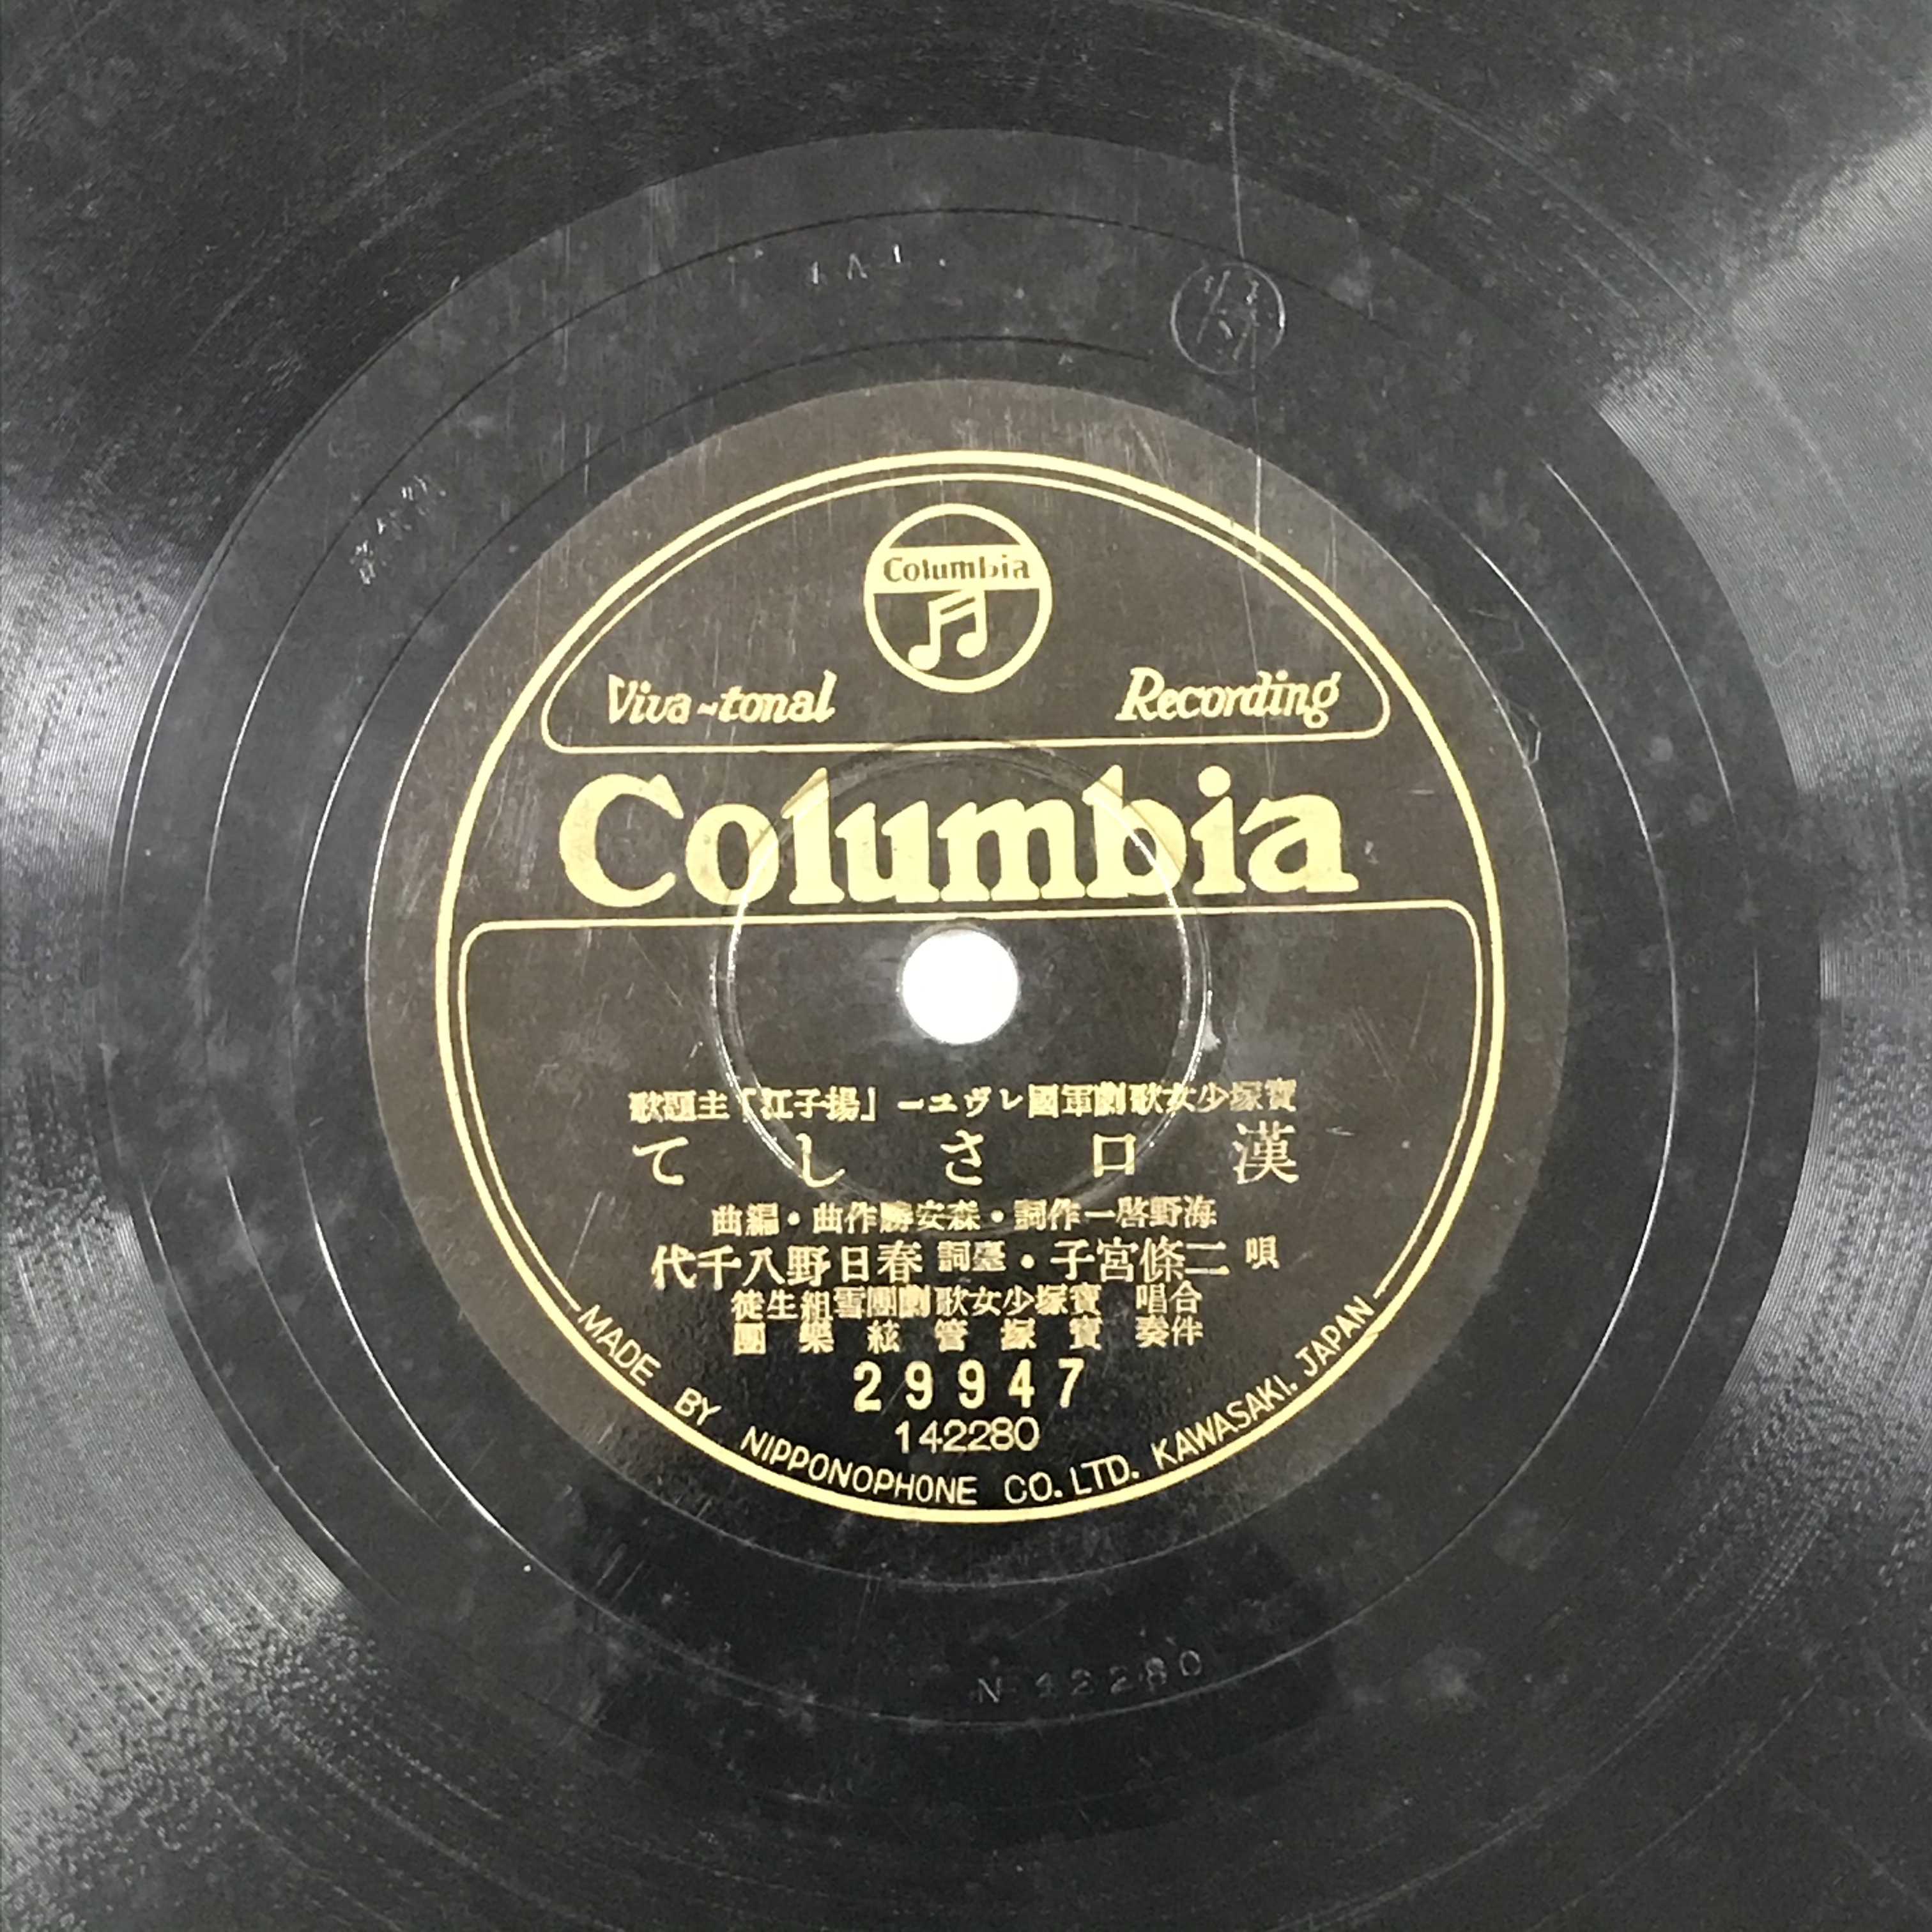 Columbia
Viva-tonal Recording
Columbia
寶塚少女歌劇軍國レヴユー「揚子江」主題歌
漢口さして
海野啓一作詞・森安勝作曲・編曲
唄 二條宮子・臺詞 春日野八千代
合唱 寶塚少女歌劇團雪組生徒
伴奏 寶塚管絃樂團
29947
142280
MADE BY NIPPONOPHONE CO. LTD. KAWASAKI. JAPAN